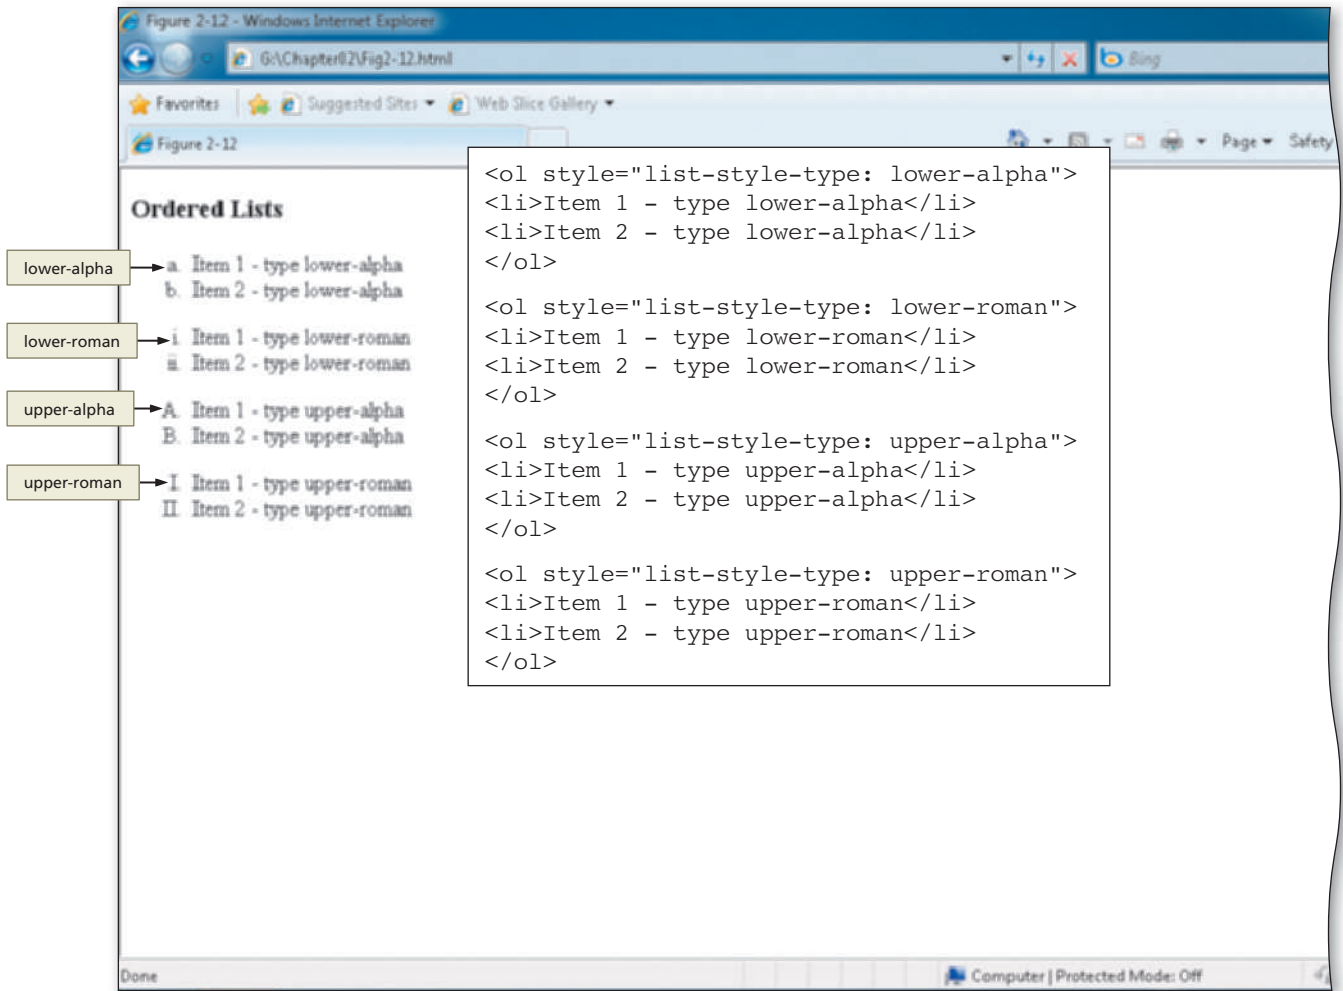 Figure 2-12 - Windows Internet Explorer
G:\Chapter02\Fig2-12.html
Bing
Favorites Suggested Sites Web Slice Gallery
Figure 2-12
Page Safety
Ordered Lists
lower-alpha
a. Item 1 - type lower-alpha
b. Item 2 - type lower-alpha
lower-roman
i. Item 1 - type lower-roman
ii. Item 2 - type lower-roman
upper-alpha
A. Item 1 - type upper-alpha
B. Item 2 - type upper-alpha
upper-roman
I. Item 1 - type upper-roman
II. Item 2 - type upper-roman
<ol style="list-style-type: lower-alpha">
<li>Item 1 - type lower-alpha</li>
<li>Item 2 - type lower-alpha</li>
</ol>
<ol style="list-style-type: lower-roman">
<li>Item 1 - type lower-roman</li>
<li>Item 2 - type lower-roman</li>
</ol>
<ol style="list-style-type: upper-alpha">
<li>Item 1 - type upper-alpha</li>
<li>Item 2 - type upper-alpha</li>
</ol>
<ol style="list-style-type: upper-roman">
<li>Item 1 - type upper-roman</li>
<li>Item 2 - type upper-roman</li>
</ol>
Done
Computer | Protected Mode: Off